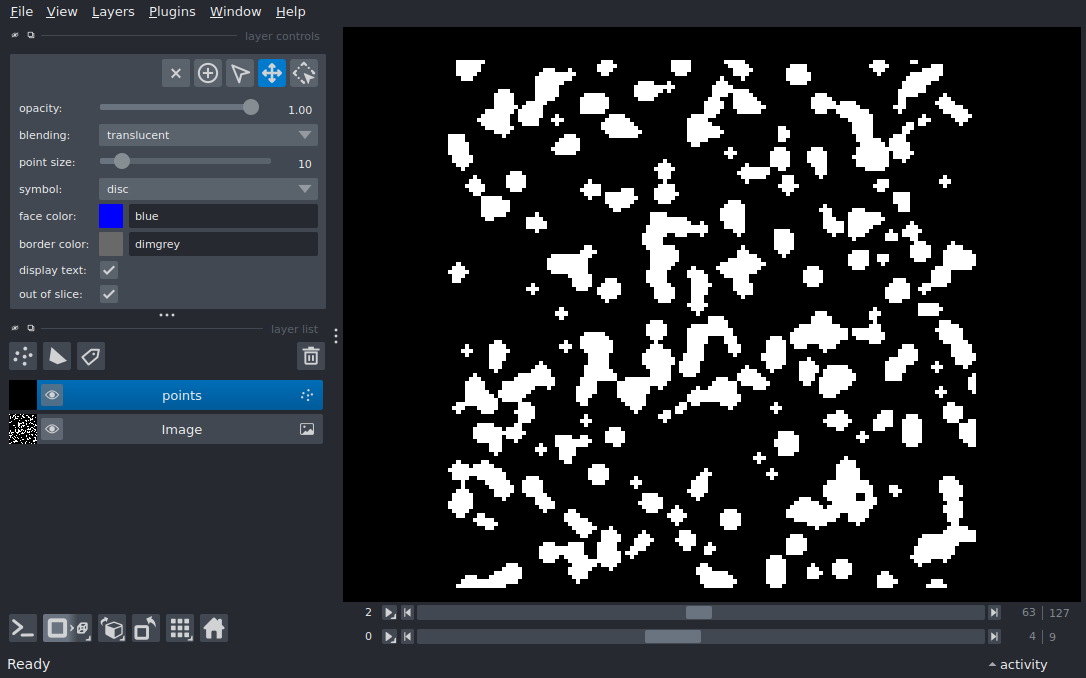 File View Layers Plugins Window Help
layer controls
opacity: 1.00
blending: translucent
point size: 10
symbol: disc
face color: blue
border color: dimgrey
display text:
out of slice:
layer list
points
Image
2 63 127
0 4 9
Ready activity